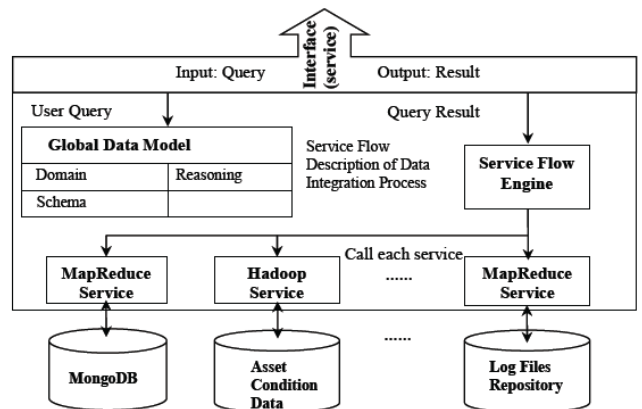 Interface
(service)
Input: Query
Output: Result
User Query
Query Result
Global Data Model
Domain
Reasoning
Schema
Service Flow
Description of Data
Integration Process
Service Flow
Engine
Call each service
MapReduce
Service
Hadoop
Service
......
MapReduce
Service
MongoDB
Asset
Condition
Data
......
Log Files
Repository